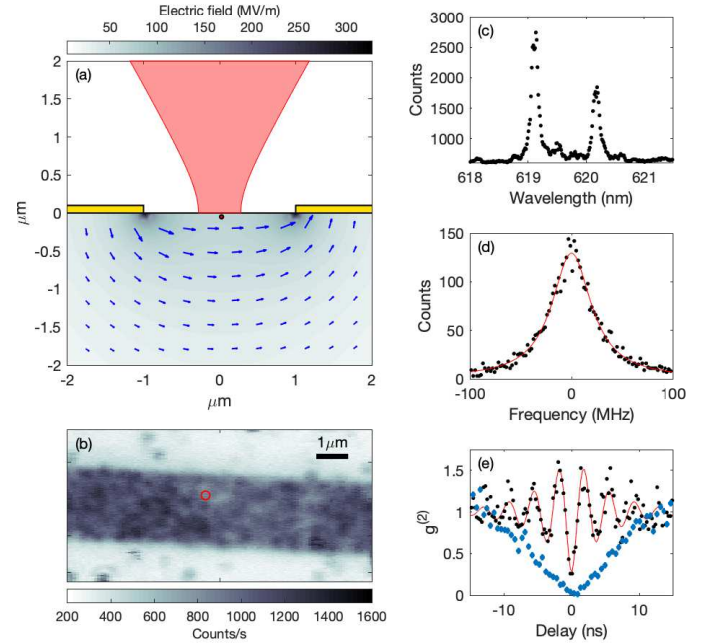 Electric field (MV/m)
50 100 150 200 250 300
(a)
2
1.5
1
0.5
0
-0.5
-1
-1.5
-2
μm
-2 -1 0 1 2
μm
(b)
1μm
200 400 600 800 1000 1200 1400 1600
Counts/s
(c)
3000
2500
2000
1500
1000
Counts
618 619 620 621
Wavelength (nm)
(d)
150
100
50
0
Counts
-100 0 100
Frequency (MHz)
(e)
1.5
1
0.5
0
g(2)
-10 0 10
Delay (ns)